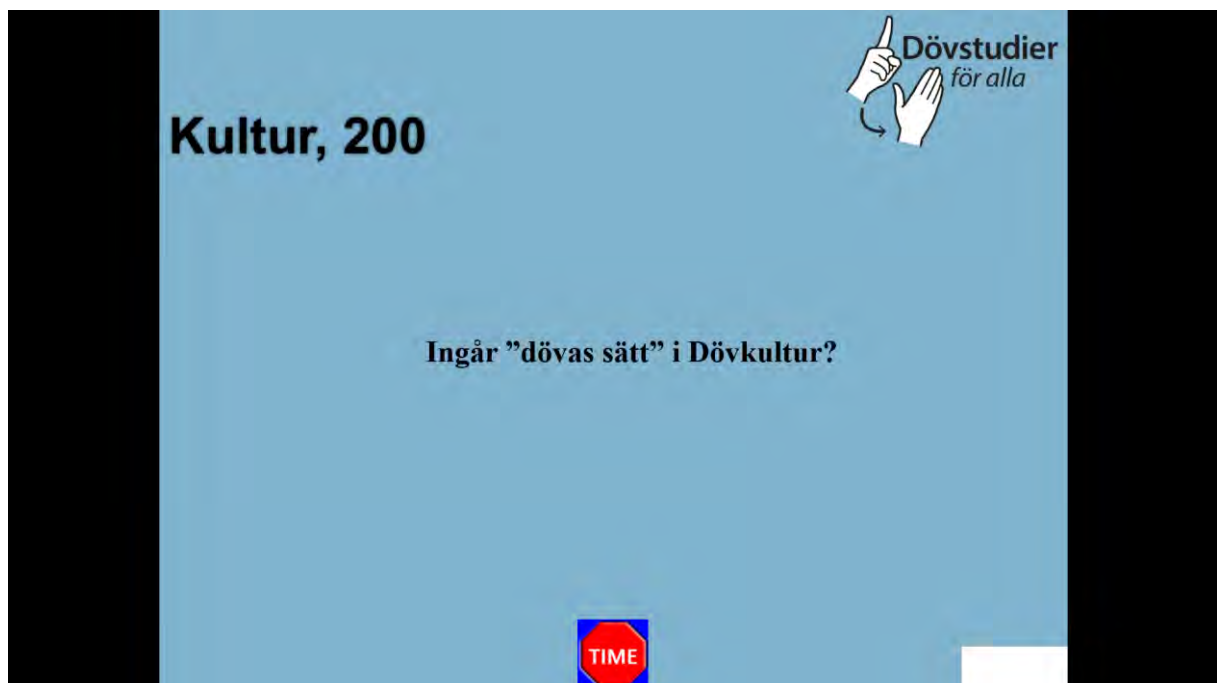 Dövstudier
för alla
Kultur, 200
Ingår ”dövas sätt” i Dövkultur?
TIME